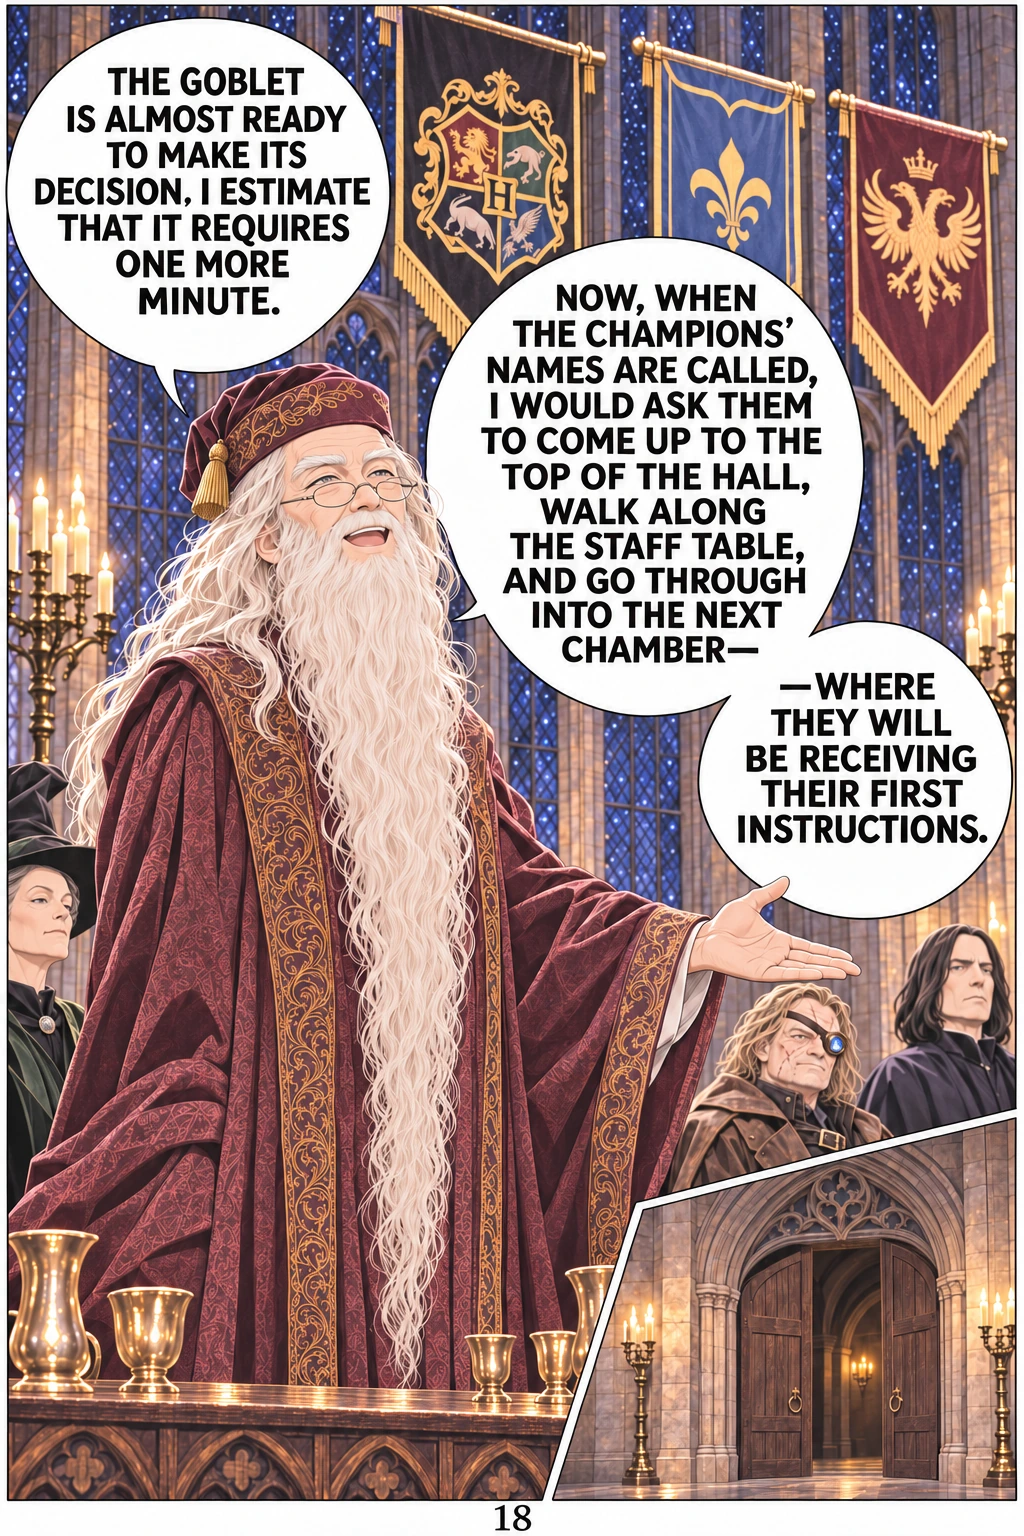 THE GOBLET
IS ALMOST READY
TO MAKE ITS
DECISION, I ESTIMATE
THAT IT REQUIRES
ONE MORE
MINUTE.
H
NOW, WHEN
THE CHAMPIONS’
NAMES ARE CALLED,
I WOULD ASK THEM
TO COME UP TO THE
TOP OF THE HALL,
WALK ALONG
THE STAFF TABLE,
AND GO THROUGH
INTO THE NEXT
CHAMBER—
—WHERE
THEY WILL
BE RECEIVING
THEIR FIRST
INSTRUCTIONS.
18